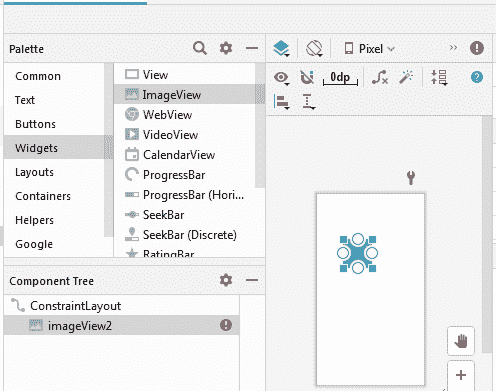 Palette
Common
Text
Buttons
Widgets
Layouts
Containers
Helpers
Google
View
ImageView
WebView
VideoView
CalendarView
ProgressBar
ProgressBar (Hori...
SeekBar
SeekBar (Discrete)
RatingBar
Pixel
0dp
Component Tree
ConstraintLayout
imageView2